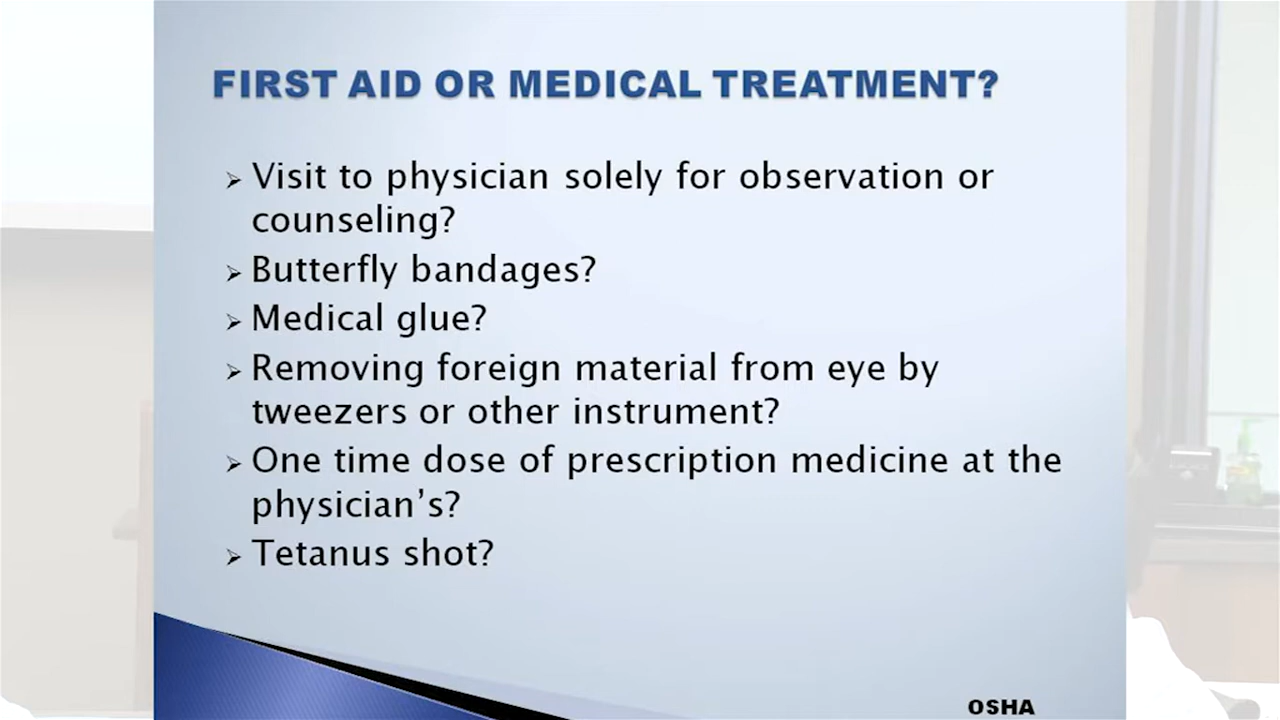 FIRST AID OR MEDICAL TREATMENT?
Visit to physician solely for observation or
counseling?
Butterfly bandages?
Medical glue?
Removing foreign material from eye by
tweezers or other instrument?
One time dose of prescription medicine at the
physician's?
Tetanus shot?
OSHA